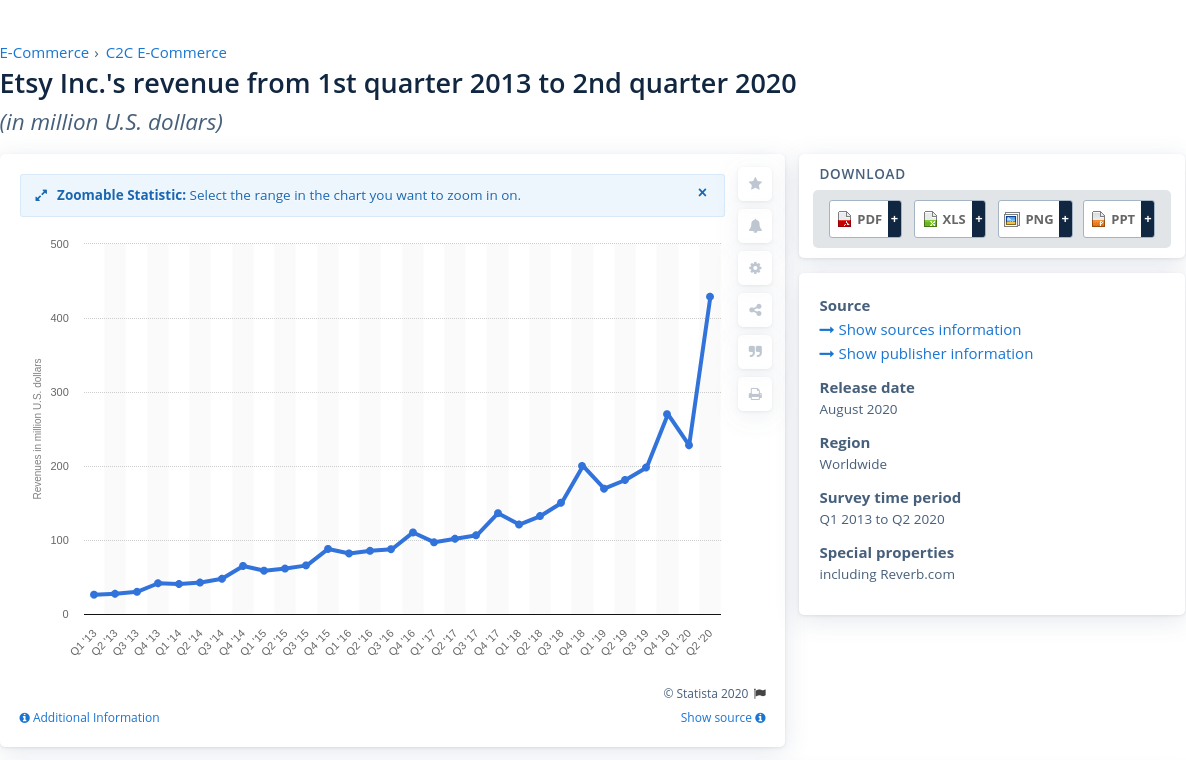 E-Commerce › C2C E-Commerce
Etsy Inc.'s revenue from 1st quarter 2013 to 2nd quarter 2020
(in million U.S. dollars)
Zoomable Statistic: Select the range in the chart you want to zoom in on. ×
500
400
300
200
100
0
Revenues in million U.S. dollars
Q1 '13 Q2 '13 Q3 '13 Q4 '13 Q1 '14 Q2 '14 Q3 '14 Q4 '14 Q1 '15 Q2 '15 Q3 '15 Q4 '15 Q1 '16 Q2 '16 Q3 '16 Q4 '16 Q1 '17 Q2 '17 Q3 '17 Q4 '17 Q1 '18 Q2 '18 Q3 '18 Q4 '18 Q1 '19 Q2 '19 Q3 '19 Q4 '19 Q1 '20 Q2 '20
© Statista 2020
Additional Information
Show source
DOWNLOAD
PDF + XLS + PNG + PPT +
Source
Show sources information
Show publisher information
Release date
August 2020
Region
Worldwide
Survey time period
Q1 2013 to Q2 2020
Special properties
including Reverb.com